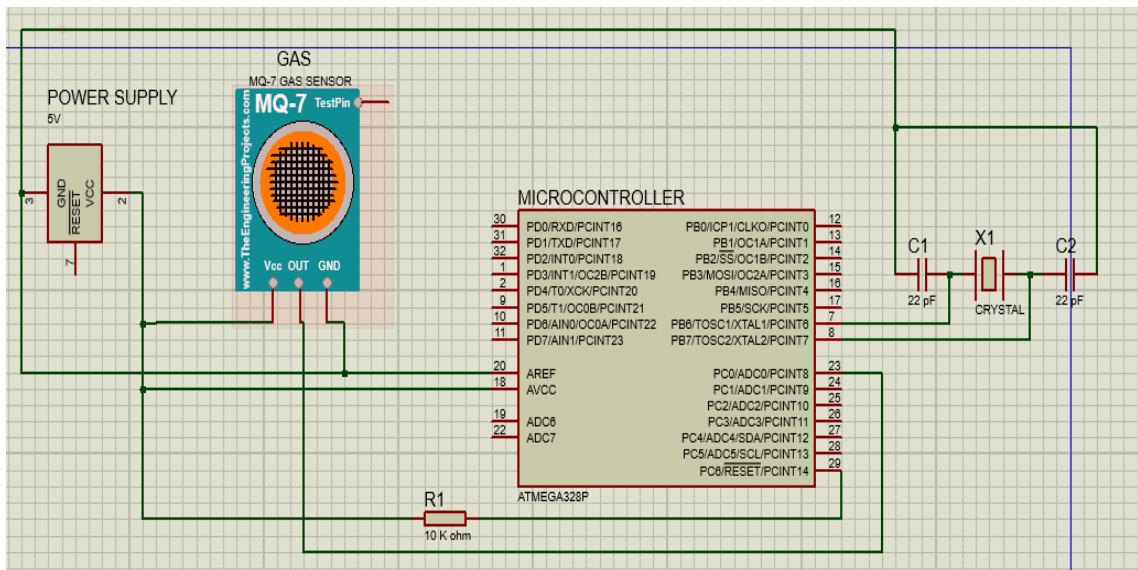 GAS
MQ-7 GAS SENSOR
POWER SUPPLY
5V
GND
RESET
VCC
3
2
7
www.TheEngineeringProjects.com
MQ-7 TestPin
Vcc OUT GND
MICROCONTROLLER
30 PD0/RXD/PCINT16
31 PD1/TXD/PCINT17
32 PD2/INT0/PCINT18
1 PD3/INT1/OC2B/PCINT19
2 PD4/T0/XCK/PCINT20
9 PD5/T1/OC0B/PCINT21
10 PD6/AIN0/OC0A/PCINT22
11 PD7/AIN1/PCINT23
20 AREF
18 AVCC
19 ADC6
22 ADC7
PB0/ICP1/CLKO/PCINT0 12
PB1/OC1A/PCINT1 13
PB2/SS/OC1B/PCINT2 14
PB3/MOSI/OC2A/PCINT3 15
PB4/MISO/PCINT4 16
PB5/SCK/PCINT5 17
PB6/TOSC1/XTAL1/PCINT6 7
PB7/TOSC2/XTAL2/PCINT7 8
PC0/ADC0/PCINT8 23
PC1/ADC1/PCINT9 24
PC2/ADC2/PCINT10 25
PC3/ADC3/PCINT11 26
PC4/ADC4/SDA/PCINT12 27
PC5/ADC5/SCL/PCINT13 28
PC6/RESET/PCINT14 29
ATMEGA328P
C1
22 pF
X1
CRYSTAL
C2
22 pF
R1
10 K ohm